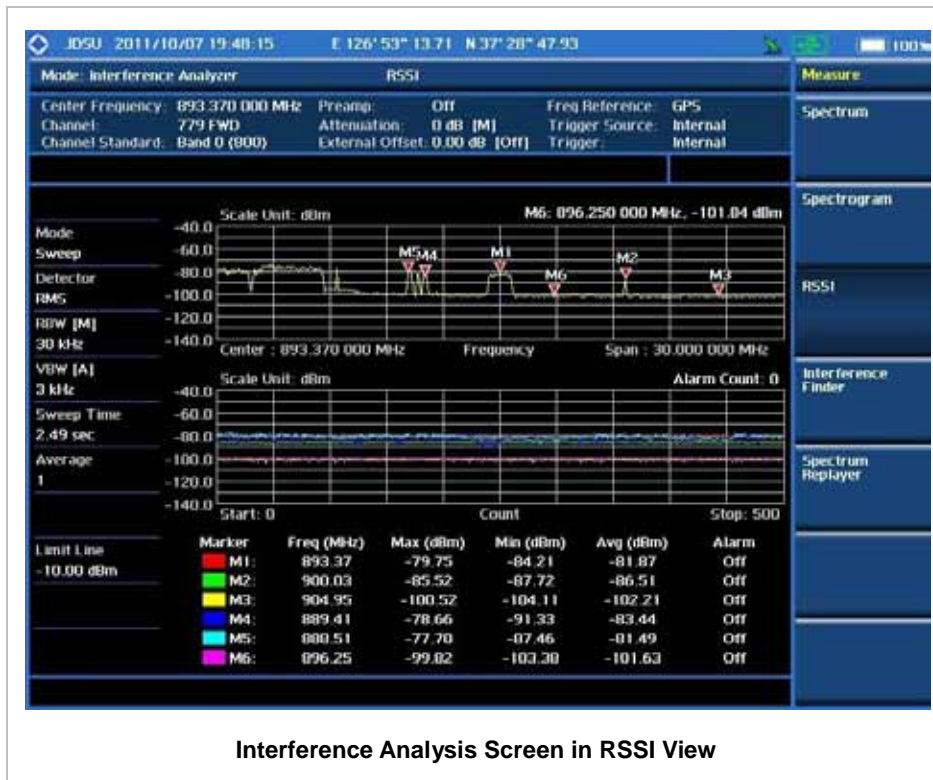 JDSU 2011/10/07 19:48:15 E 126° 53" 13.71 N 37° 28" 47.93 100%
Mode: Interference Analyzer RSSI
Center Frequency: 893.370 000 MHz Preamp: Off Freq Reference: GPS
Channel: 779 FWD Attenuation: 0 dB [M] Trigger Source: Internal
Channel Standard: Band 0 (800) External Offset: 0.00 dB [Off] Trigger: Internal
Measure
Spectrum
Spectrogram
RSSI
Interference
Finder
Spectrum
Replayer
Mode
Sweep
Detector
RMS
RBW [M]
30 kHz
VBW [A]
3 kHz
Sweep Time
2.49 sec
Average
1
Limit Line
-10.00 dBm
Scale Unit: dBm M6: 896.250 000 MHz, -101.04 dBm
-40.0
-60.0
-80.0
-100.0
-120.0
-140.0
M5 M4 M1 M6 M2 M3
Center : 893.370 000 MHz Frequency Span : 30.000 000 MHz
Scale Unit: dBm Alarm Count: 0
-40.0
-60.0
-80.0
-100.0
-120.0
-140.0
Start: 0 Count Stop: 500
Marker Freq (MHz) Max (dBm) Min (dBm) Avg (dBm) Alarm
M1: 893.37 -79.75 -84.21 -81.87 Off
M2: 900.03 -85.52 -87.72 -86.51 Off
M3: 904.95 -100.52 -104.11 -102.21 Off
M4: 889.41 -78.66 -91.33 -83.44 Off
M5: 888.51 -77.70 -87.46 -81.49 Off
M6: 896.25 -99.82 -103.38 -101.63 Off
Interference Analysis Screen in RSSI View